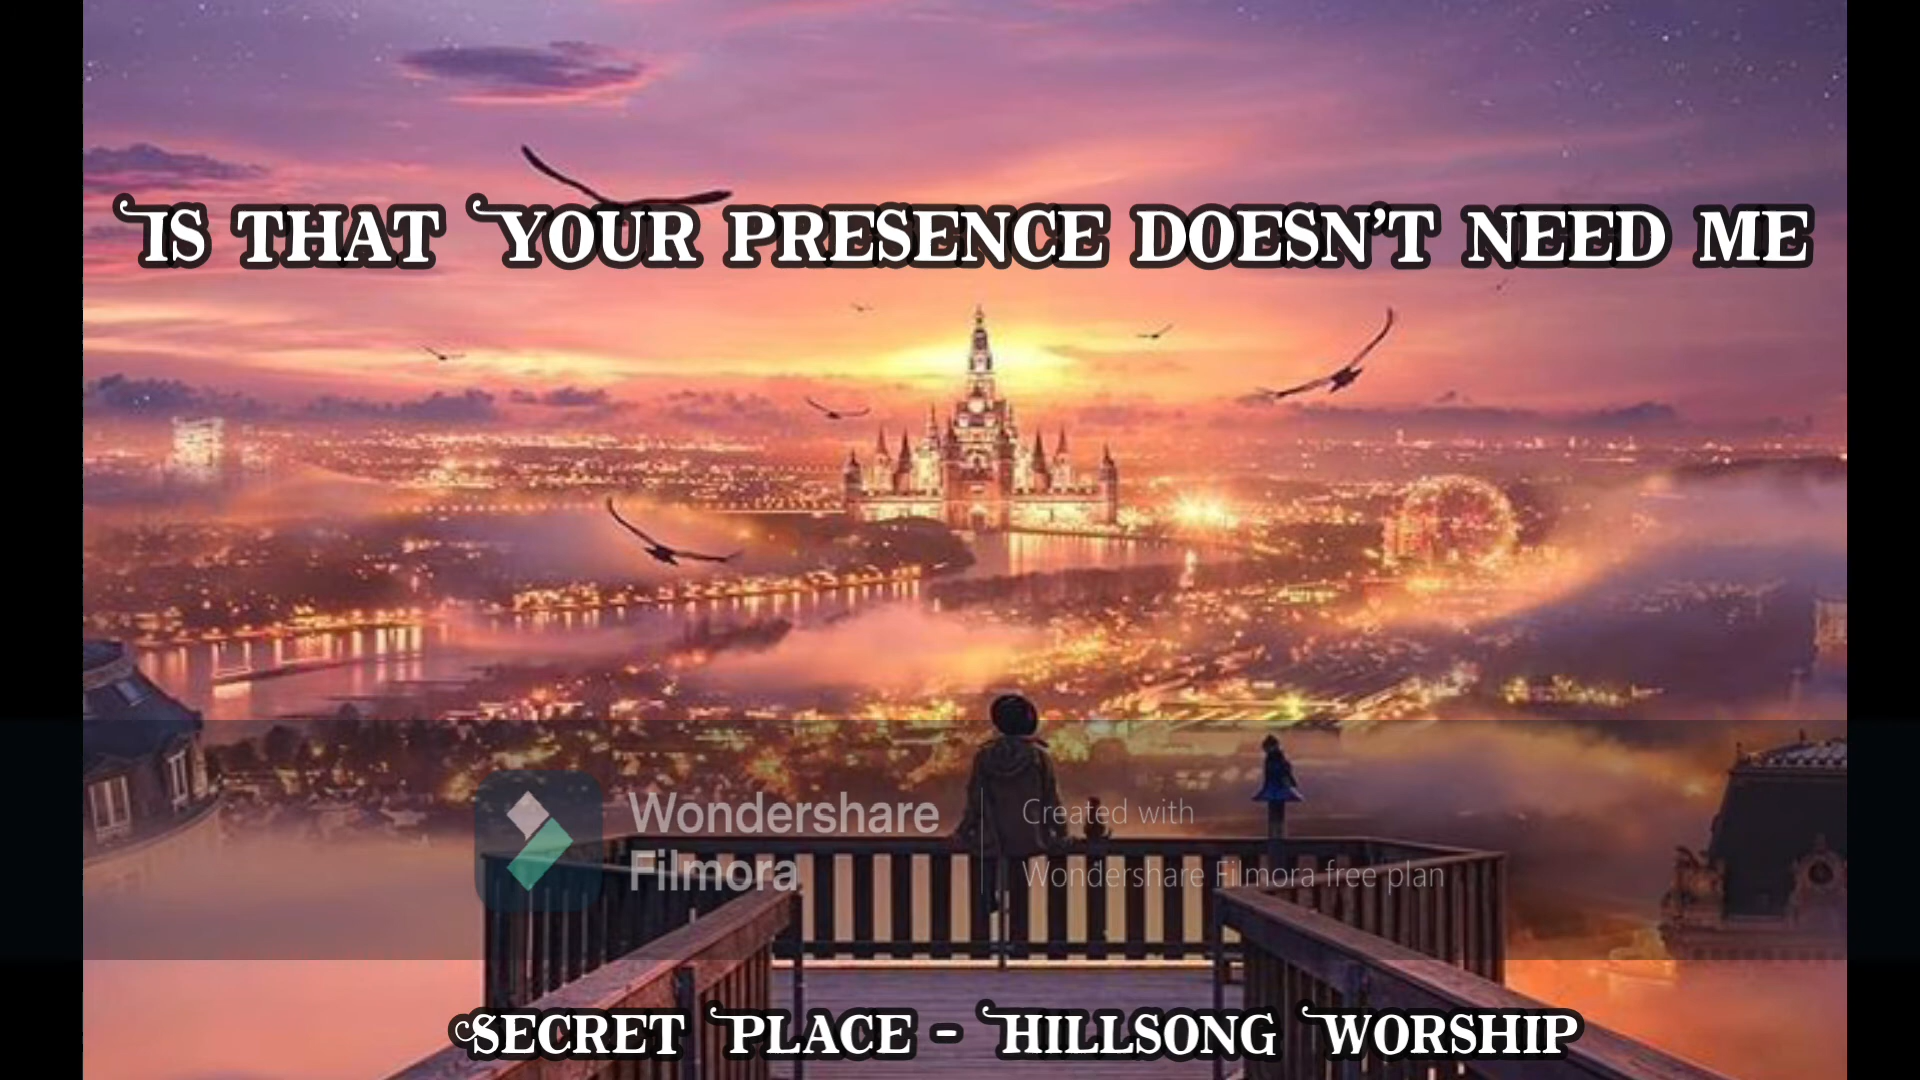 Is that Your presence doesn't need me
Wondershare
Filmora
Created with
Wondershare Filmora free plan
Secret Place - Hillsong Worship